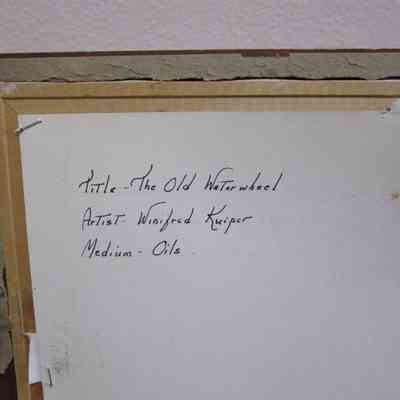 Title - The Old Waterwheel
Artist - Winifred Kuiper
Medium - Oils